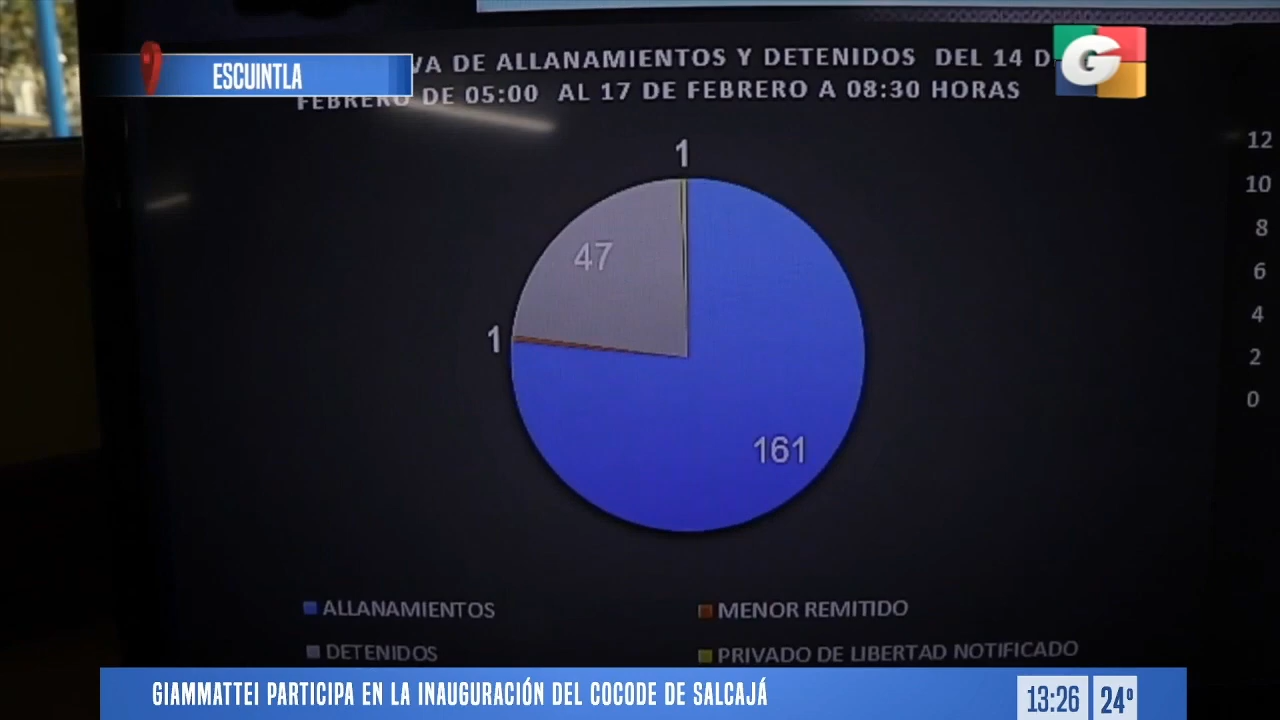 ESCUINTLA
VA DE ALLANAMIENTOS Y DETENIDOS DEL 14 D
FEBRERO DE 05:00 AL 17 DE FEBRERO A 08:30 HORAS
G
1
47
1
161
12
10
8
6
4
2
0
ALLANAMIENTOS
MENOR REMITIDO
DETENIDOS
PRIVADO DE LIBERTAD NOTIFICADO
GIAMMATTEI PARTICIPA EN LA INAUGURACIÓN DEL COCODE DE SALCAJÁ
13:26
24º